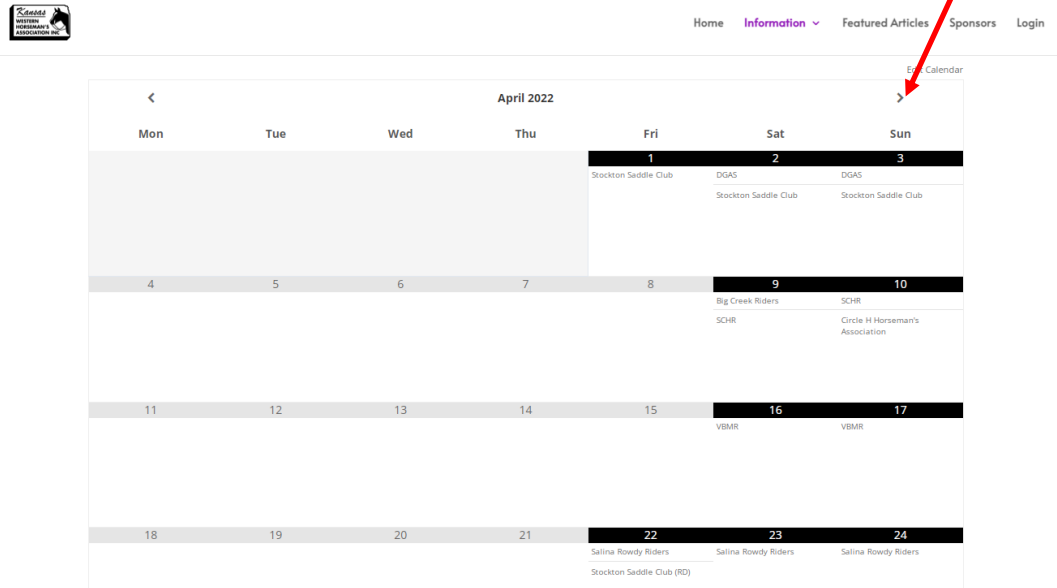 Kansas
WESTERN
HORSEMAN'S
ASSOCIATION INC
Home Information Featured Articles Sponsors Login
Calendar
April 2022
Mon Tue Wed Thu Fri Sat Sun
1 2 3
Stockton Saddle Club DGAS DGAS
Stockton Saddle Club Stockton Saddle Club
4 5 6 7 8 9 10
Big Creek Riders SCHR
SCHR Circle H Horseman's
Association
11 12 13 14 15 16 17
VBMR VBMR
18 19 20 21 22 23 24
Salina Rowdy Riders Salina Rowdy Riders Salina Rowdy Riders
Stockton Saddle Club (RD)